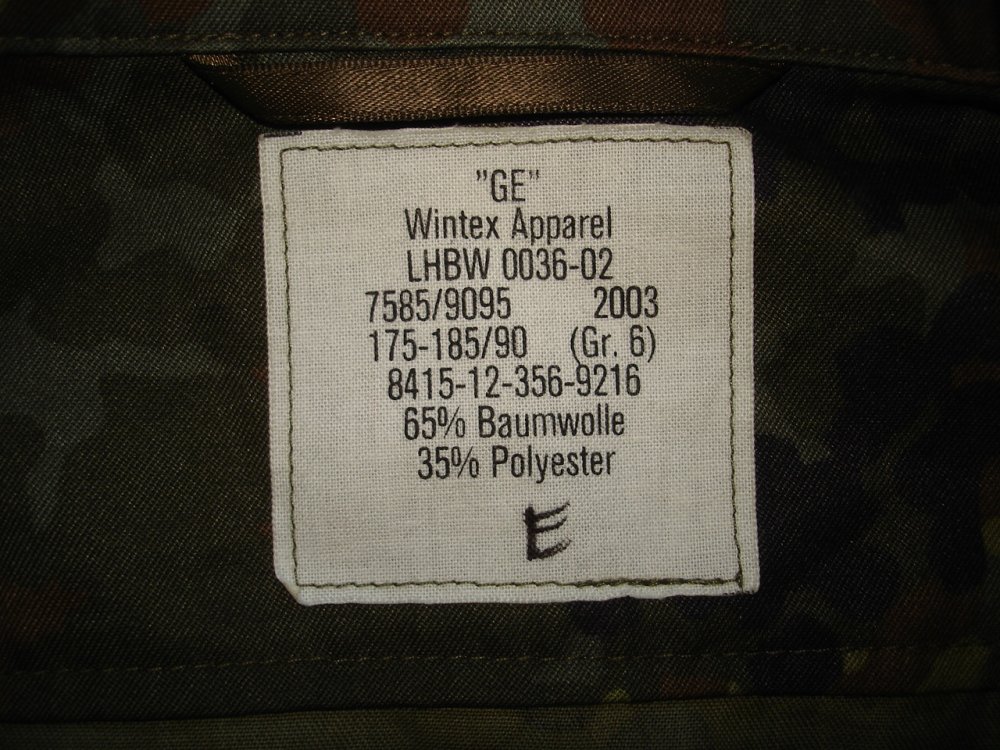 "GE"
Wintex Apparel
LHBW 0036-02
7585/9095 2003
175-185/90 (Gr. 6)
8415-12-356-9216
65% Baumwolle
35% Polyester
E